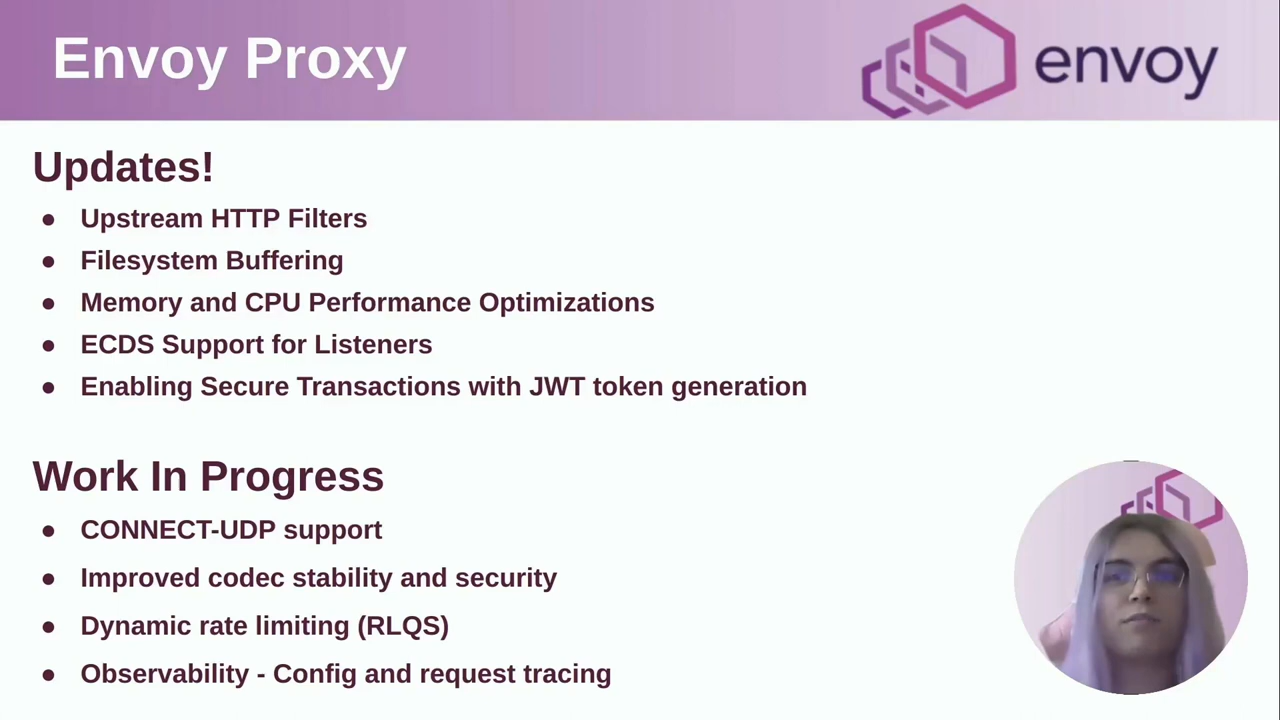 Envoy Proxy
envoy
Updates!
● Upstream HTTP Filters
● Filesystem Buffering
● Memory and CPU Performance Optimizations
● ECDS Support for Listeners
● Enabling Secure Transactions with JWT token generation
Work In Progress
● CONNECT-UDP support
● Improved codec stability and security
● Dynamic rate limiting (RLQS)
● Observability - Config and request tracing